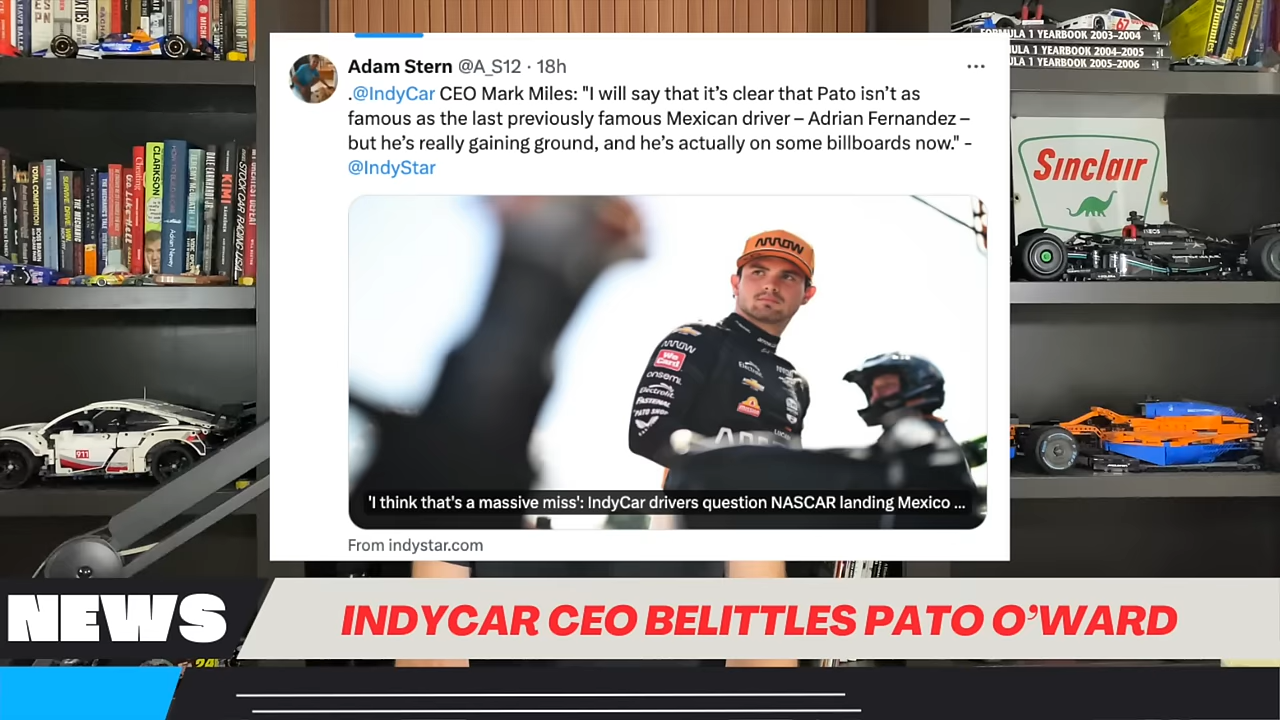 Adam Stern @A_S12 · 18h
.@IndyCar CEO Mark Miles: "I will say that it's clear that Pato isn't as
famous as the last previously famous Mexican driver – Adrian Fernandez –
but he's really gaining ground, and he's actually on some billboards now." -
@IndyStar
ARROW
ARROW
onsemi
'I think that's a massive miss': IndyCar drivers question NASCAR landing Mexico ...
From indystar.com
FORMULA 1 YEARBOOK 2003-2004
FORMULA 1 YEARBOOK 2004-2005
FORMULA 1 YEARBOOK 2005-2006
Sinclair
CLARKSON
911
NEWS
INDYCAR CEO BELITTLES PATO O'WARD